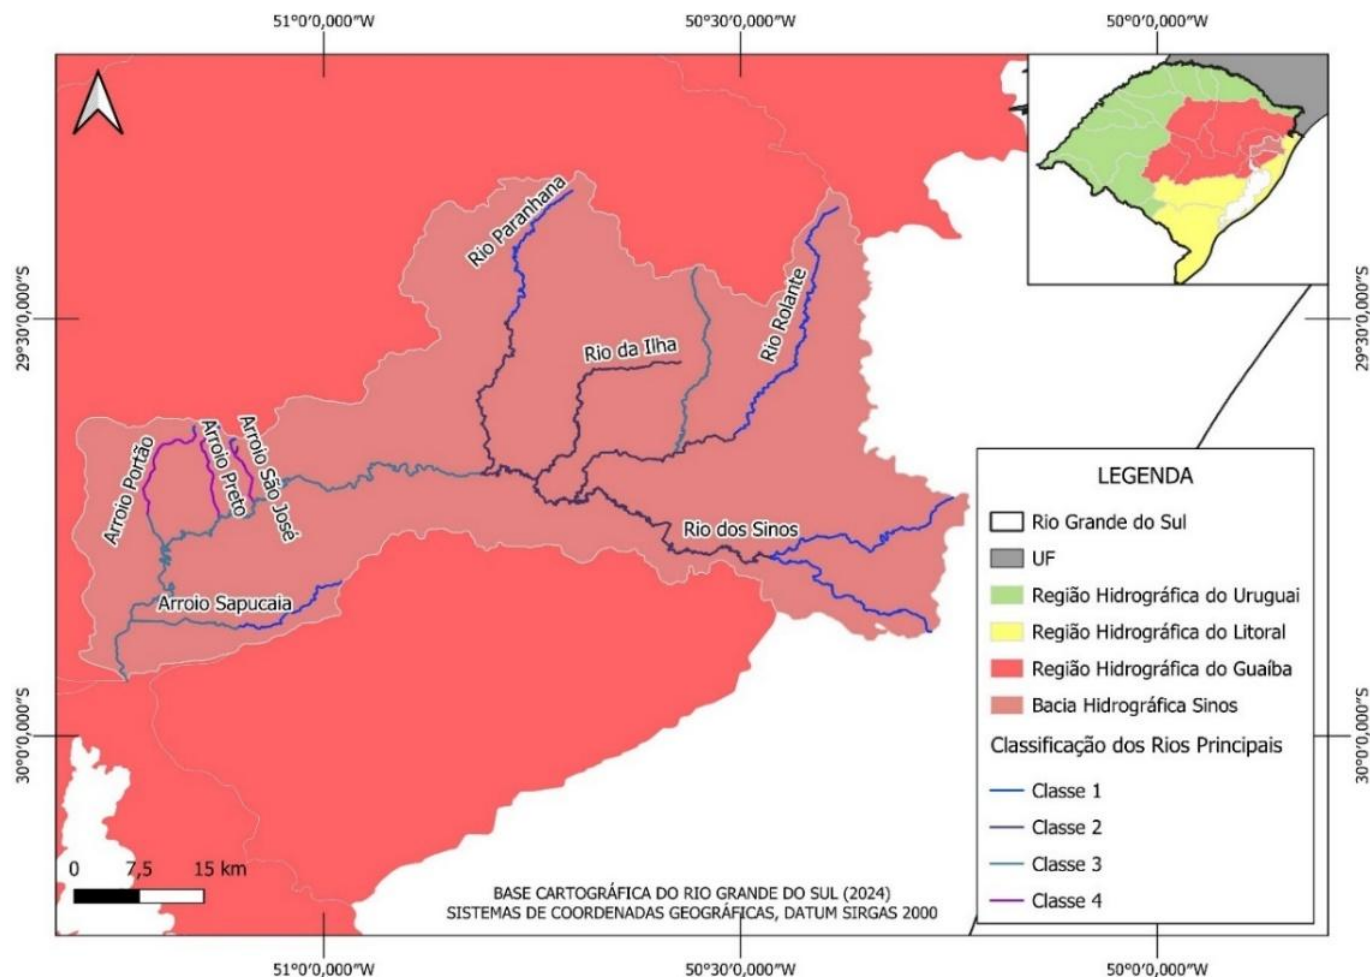 51°0'0,000"W
50°30'0,000"W
50°0'0,000"W
29°30'0,000"S
29°30'0,000"S
Rio Paranhana
Rio Rolante
Rio da Ilha
Arroio Portão
Arroio Preto
Arroio São José
Rio dos Sinos
Arroio Sapucaia
LEGENDA
Rio Grande do Sul
UF
Região Hidrográfica do Uruguai
Região Hidrográfica do Litoral
Região Hidrográfica do Guaíba
Bacia Hidrográfica Sinos
Classificação dos Rios Principais
Classe 1
Classe 2
Classe 3
Classe 4
30°0'0,000"S
30°0'0,000"S
0 7,5 15 km
BASE CARTOGRÁFICA DO RIO GRANDE DO SUL (2024)
SISTEMAS DE COORDENADAS GEOGRÁFICAS, DATUM SIRGAS 2000
51°0'0,000"W
50°30'0,000"W
50°0'0,000"W